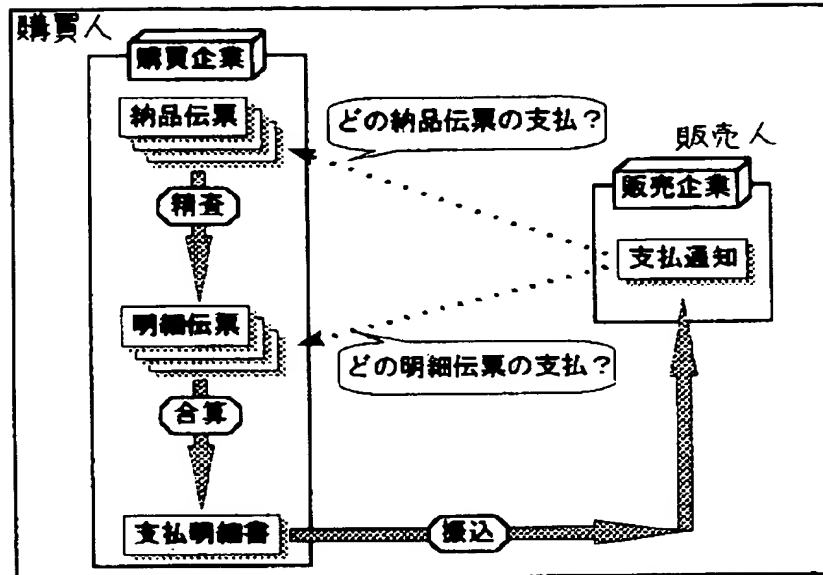 購買人
購買企業
納品伝票
どの納品伝票の支払?
販売人
販売企業
精査
支払通知
明細伝票
どの明細伝票の支払?
合算
支払明細書
振込